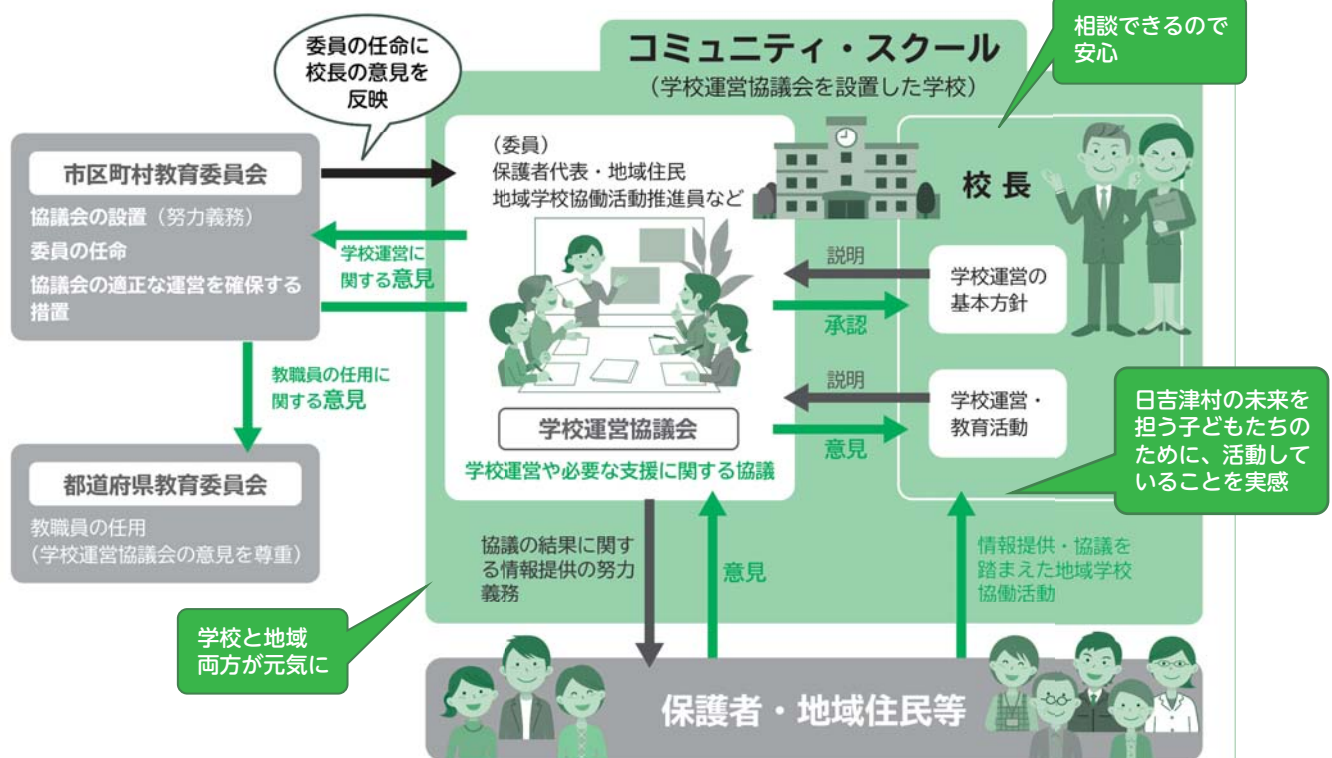 委員の任命に
校長の意見を
反映
コミュニティ・スクール
(学校運営協議会を設置した学校)
相談できるので
安心
市区町村教育委員会
協議会の設置(努力義務)
委員の任命
協議会の適正な運営を確保する
措置
学校運営に
関する意見
(委員)
保護者代表・地域住民
地域学校協働活動推進員など
校長
説明
承認
学校運営の
基本方針
説明
意見
学校運営・
教育活動
教職員の任用に
関する意見
学校運営協議会
学校運営や必要な支援に関する協議
日吉津村の未来を
担う子どもたちの
ために、活動して
いることを実感
都道府県教育委員会
教職員の任用
(学校運営協議会の意見を尊重)
協議の結果に関す
る情報提供の努力
義務
意見
情報提供・協議を
踏まえた地域学校
協働活動
学校と地域
両方が元気に
保護者・地域住民等